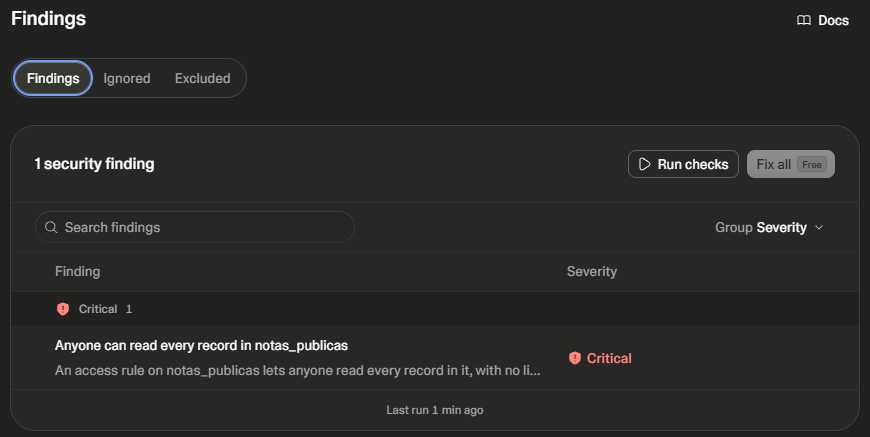 Findings
Docs
Findings Ignored Excluded
1 security finding
Run checks
Fix all Free
Search findings
Group Severity
Finding Severity
Critical 1
Anyone can read every record in notas_publicas
An access rule on notas_publicas lets anyone read every record in it, with no li...
Critical
Last run 1 min ago